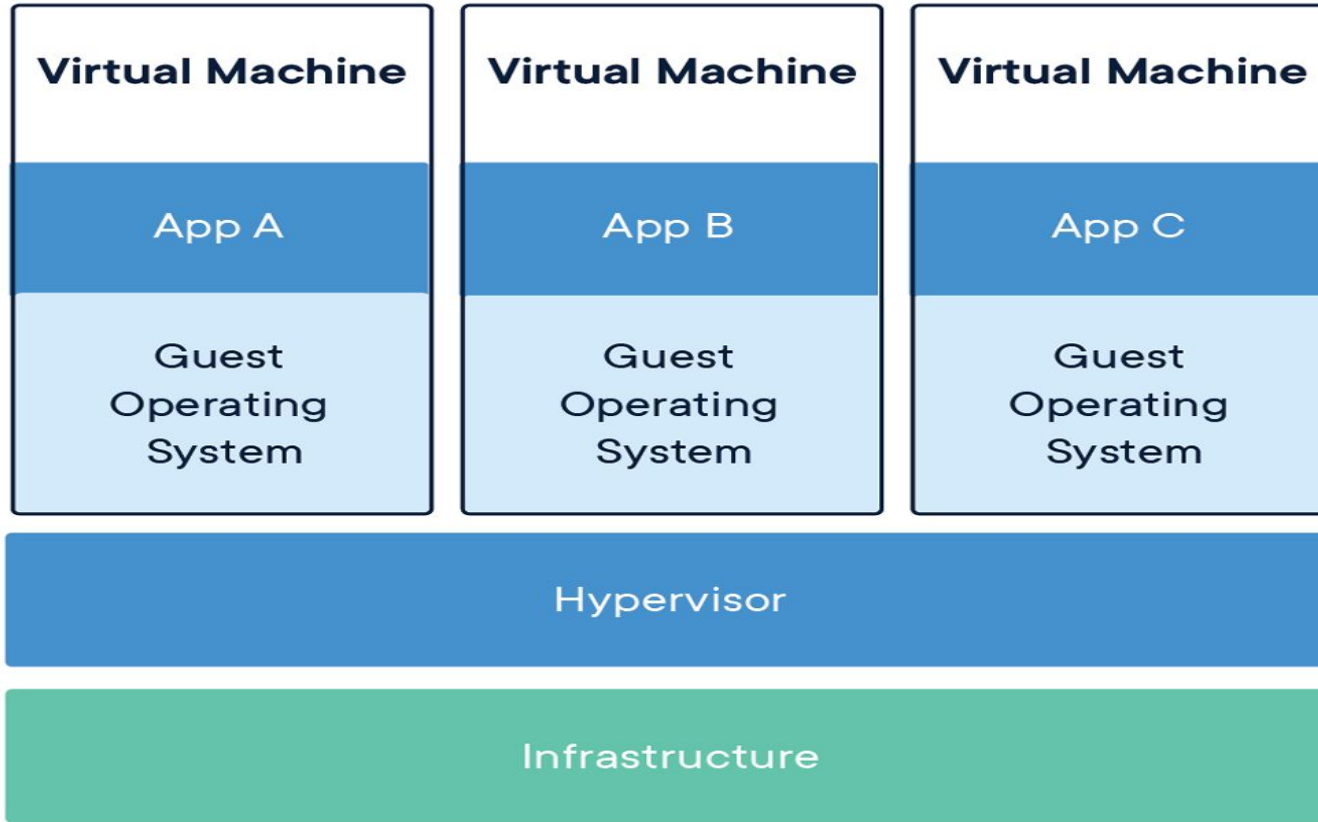 Virtual Machine
Virtual Machine
Virtual Machine
App A
App B
App C
Guest
Operating
System
Guest
Operating
System
Guest
Operating
System
Hypervisor
Infrastructure